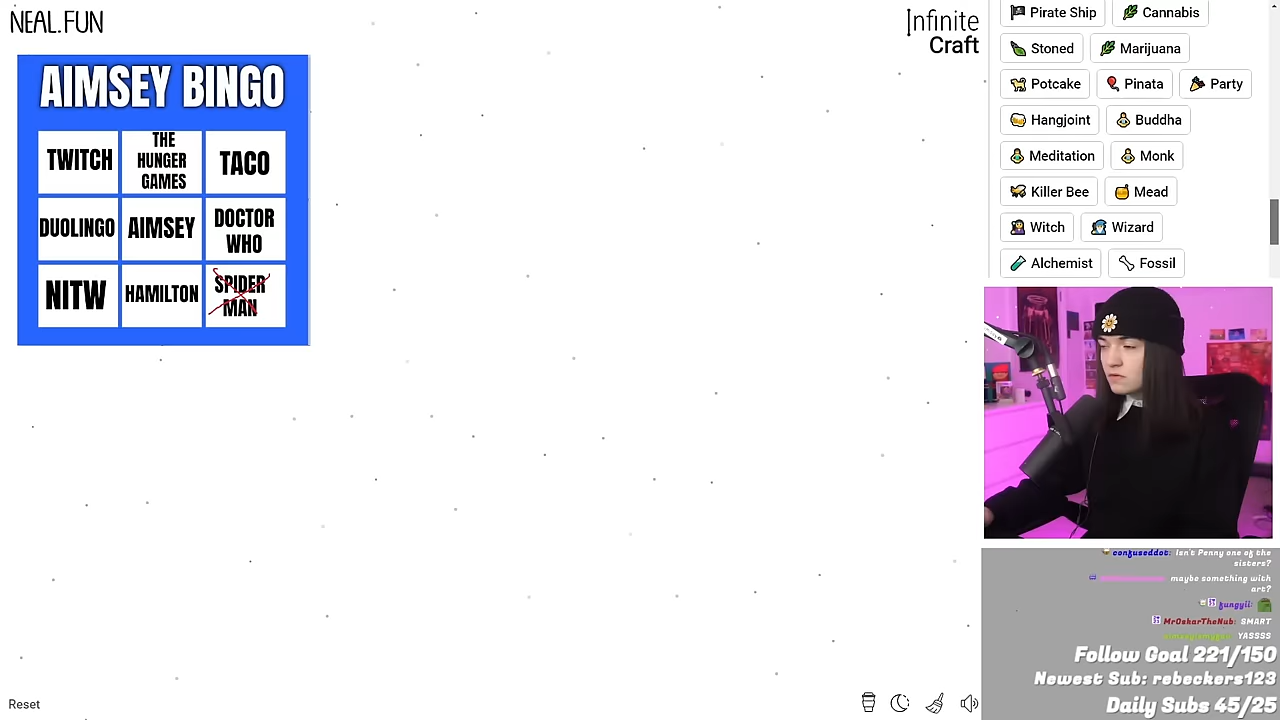 NEAL.FUN
Infinite
Craft
AIMSEY BINGO
TWITCH
THE
HUNGER
GAMES
TACO
DUOLINGO
AIMSEY
DOCTOR
WHO
NITW
HAMILTON
SPIDER
MAN
Pirate Ship
Cannabis
Stoned
Marijuana
Potcake
Pinata
Party
Hangjoint
Buddha
Meditation
Monk
Killer Bee
Mead
Witch
Wizard
Alchemist
Fossil
confuseddot: Isn't Penny one of the
sisters?
maybe something with
art?
fungyii:
MrOskarTheNub: SMART
YASSSS
Follow Goal 221/150
Newest Sub: rebeckers123
Daily Subs 45/25
Reset